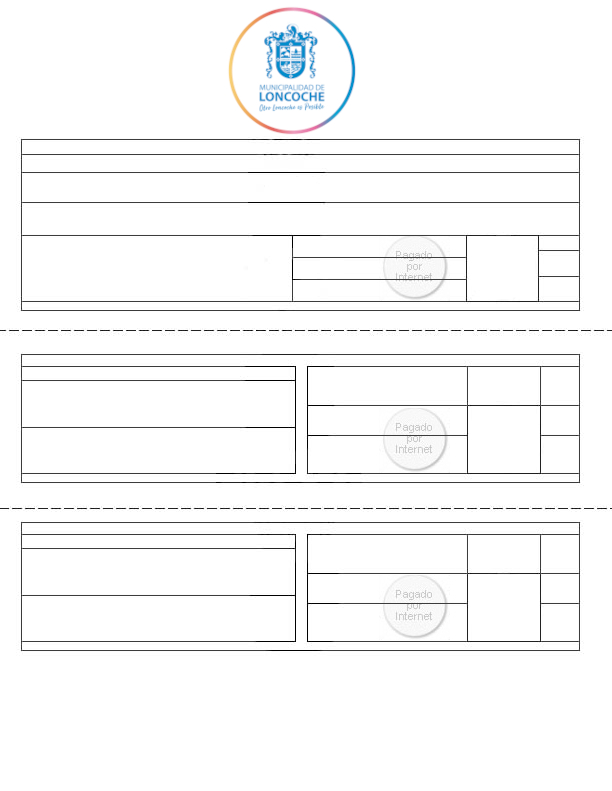 MUNICIPALIDAD DE
LONCOCHE
Otro Loncoche es Posible
Pagado
por
Internet
Pagado
por
Internet
Pagado
por
Internet